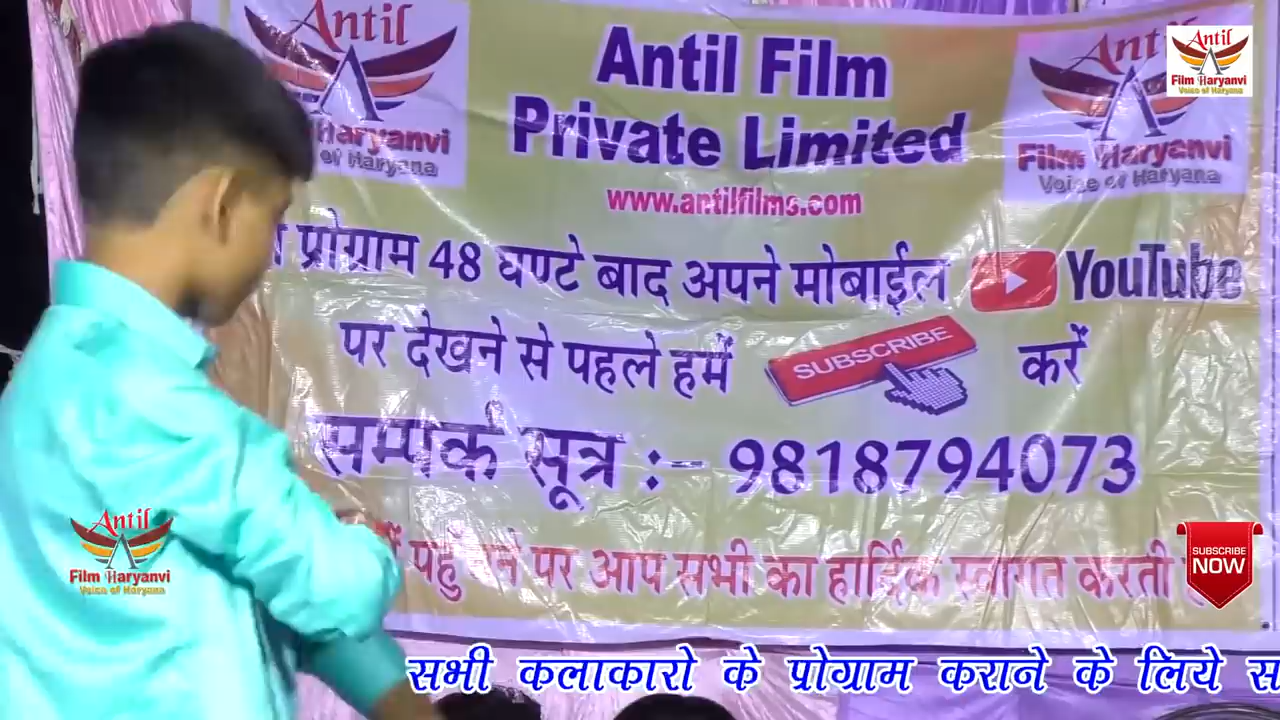 Antil
Haryanvi
of Haryana
Antil Film
Private Limited
www.antilfilms.com
Film Haryanvi
Voice of Haryana
Antil
Film Haryanvi
Voice of Haryana
प्रोग्राम 48 घण्टे बाद अपने मोबाईल YouTube
पर देखने से पहले हमें SUBSCRIBE करें
सम्पर्क सूत्र :- 9818794073
पर आप सभी का हार्दिक स्वागत करती
Antil
Film Haryanvi
Voice of Haryana
SUBSCRIBE
NOW
सभी कलाकारो के प्रोग्राम कराने के लिये